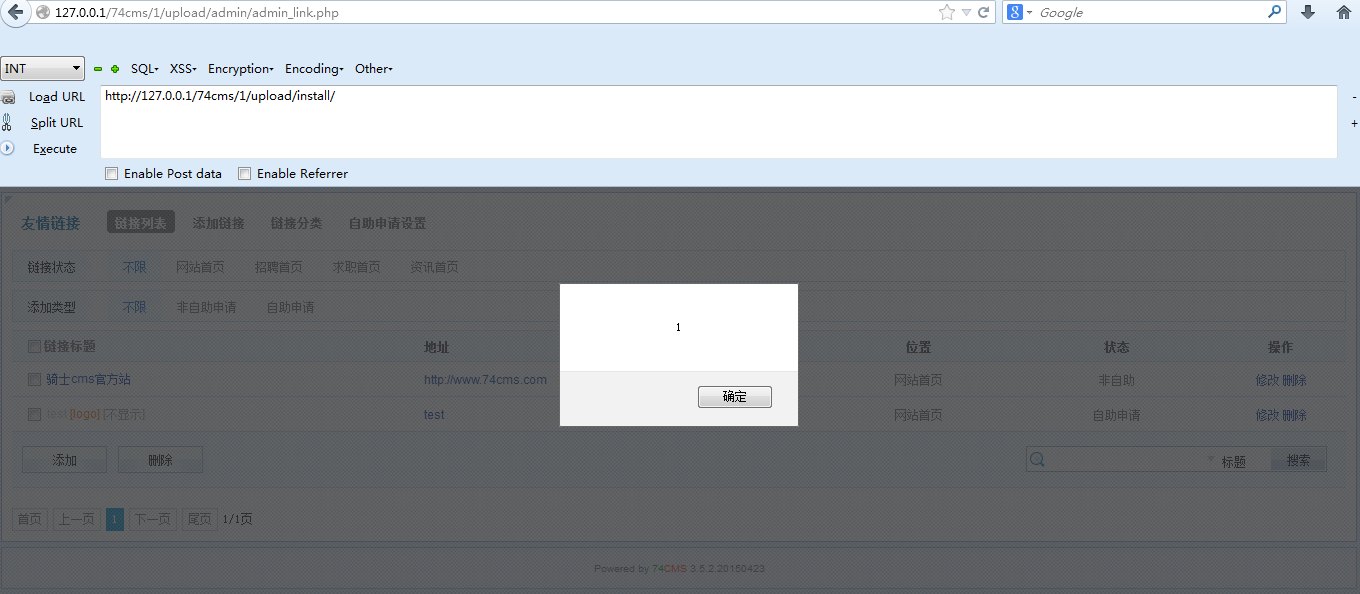 127.0.0.1/74cms/1/upload/admin/admin_link.php
Google
INT SQL XSS Encryption Encoding Other
Load URL
http://127.0.0.1/74cms/1/upload/install/
Split URL
Execute
Enable Post data Enable Referrer
友情链接 链接列表 添加链接 链接分类 自助申请设置
链接状态 不限 网站首页 招聘首页 求职首页 资讯首页
添加类型 不限 非自助申请 自助申请
1
链接标题 地址 位置 状态 操作
骑士cms官方站 http://www.74cms.com 网站首页 非自助 修改 删除
确定
test [logo] [不显示] test 网站首页 自助申请 修改 删除
添加 删除 标题 搜索
首页 上一页 1 下一页 尾页 1/1页
Powered by 74CMS 3.5.2.20150423